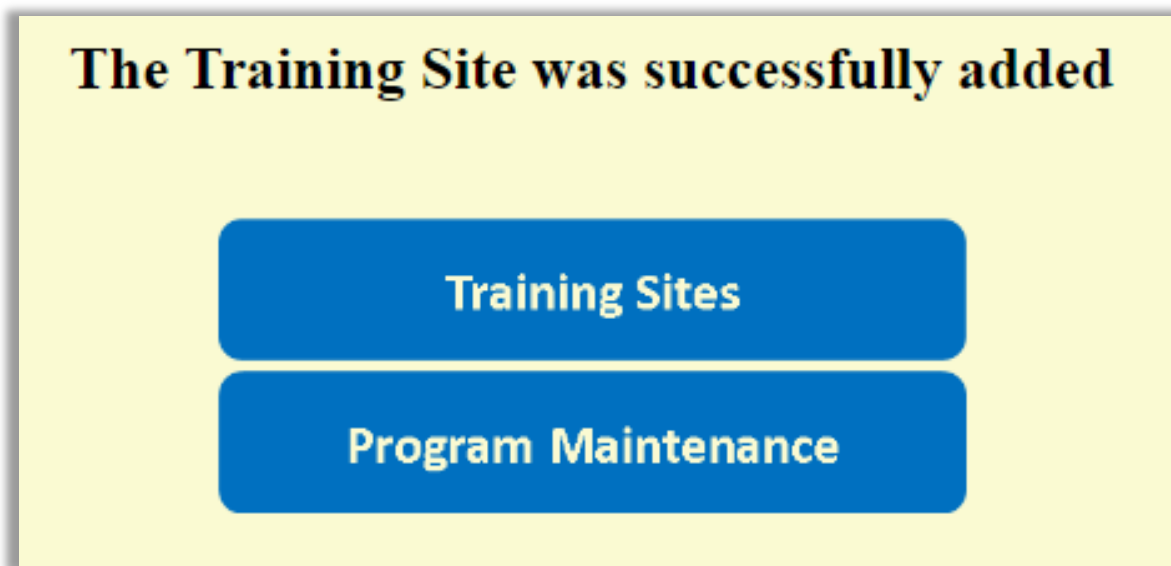 The Training Site was successfully added
Training Sites
Program Maintenance